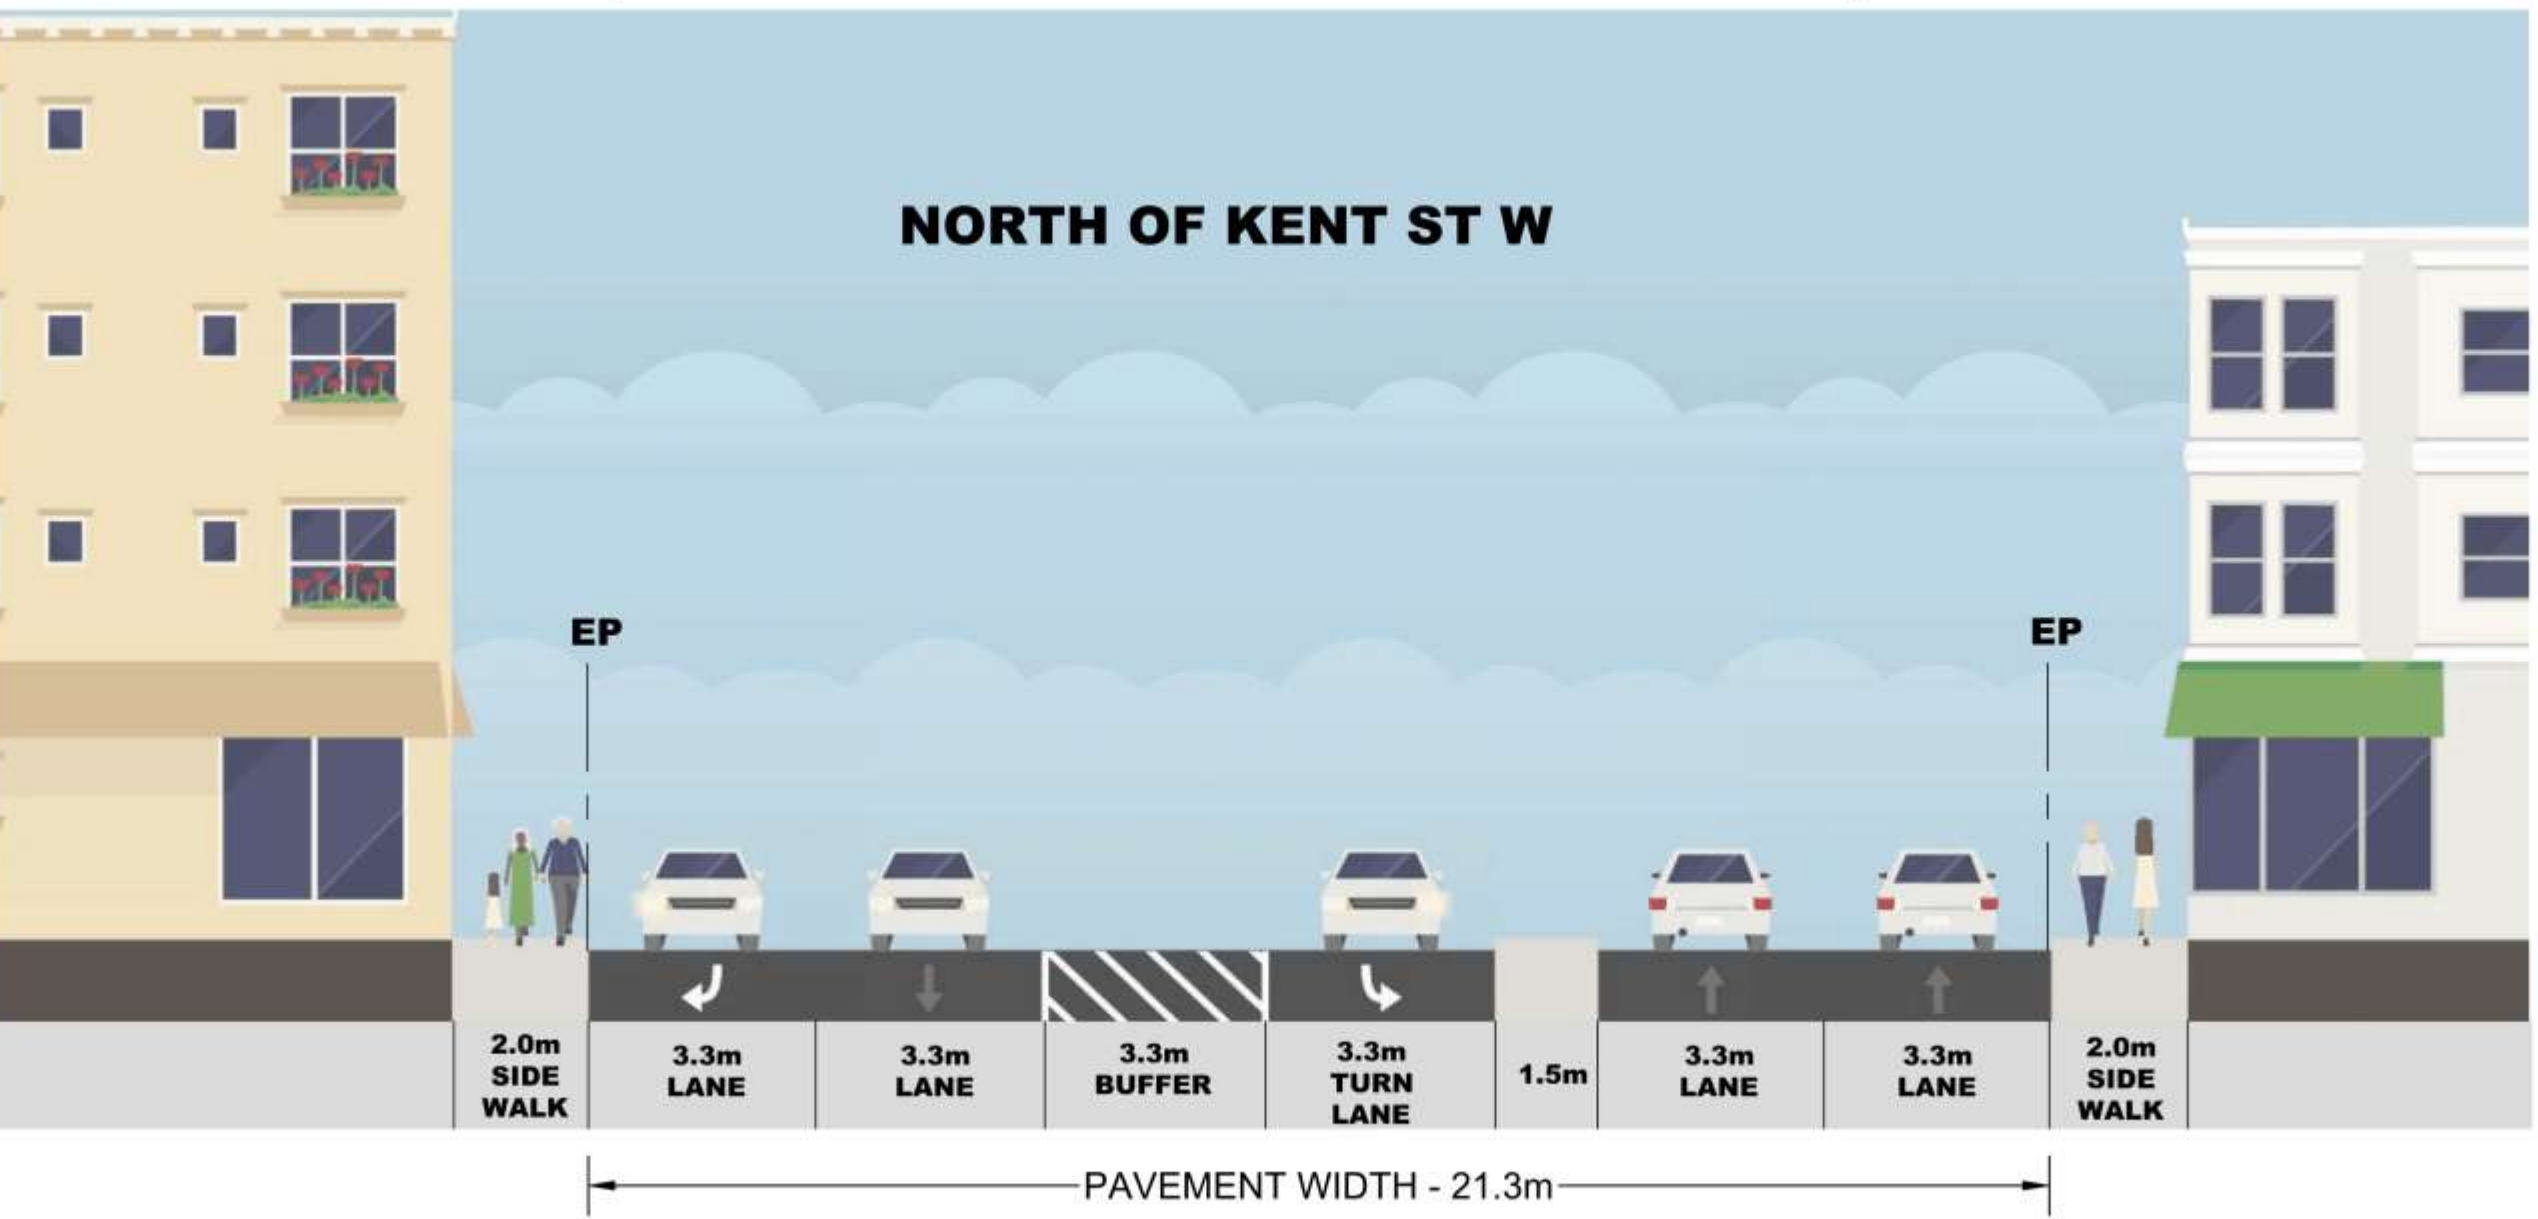 NORTH OF KENT ST W
EP
EP
2.0m
SIDE
WALK
3.3m
LANE
3.3m
LANE
3.3m
BUFFER
3.3m
TURN
LANE
1.5m
3.3m
LANE
3.3m
LANE
2.0m
SIDE
WALK
PAVEMENT WIDTH - 21.3m